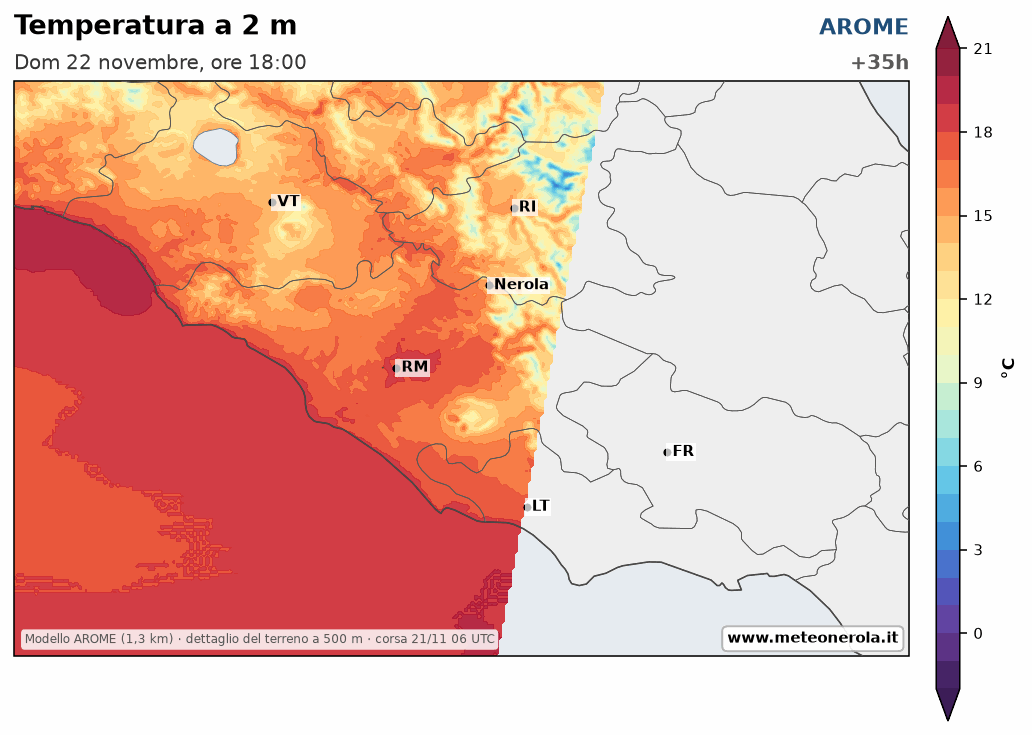 Temperatura a 2 m
AROME
Dom 22 novembre, ore 18:00
+35h
21
18
15
12
9
6
3
0
°C
VT
RI
Nerola
RM
FR
LT
Modello AROME (1,3 km) · dettaglio del terreno a 500 m · corsa 21/11 06 UTC
www.meteonerola.it